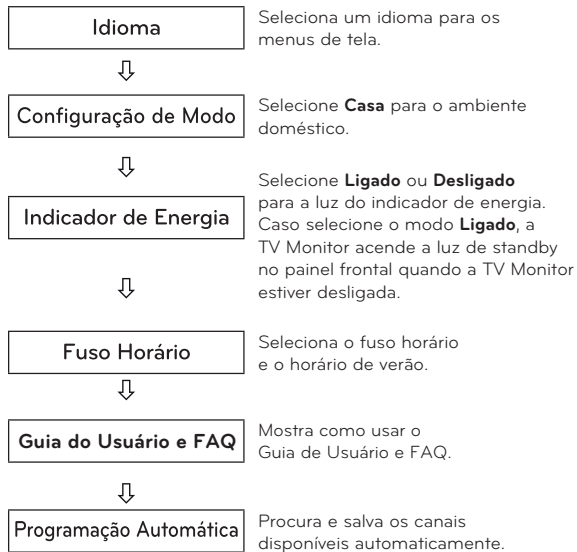 Idioma
Seleciona um idioma para os
menus de tela.
Configuração de Modo
Selecione Casa para o ambiente
doméstico.
Indicador de Energia
Selecione Ligado ou Desligado
para a luz do indicador de energia.
Caso selecione o modo Ligado, a
TV Monitor acende a luz de standby
no painel frontal quando a TV Monitor
estiver desligada.
Fuso Horário
Seleciona o fuso horário
e o horário de verão.
Guia do Usuário e FAQ
Mostra como usar o
Guia de Usuário e FAQ.
Programação Automática
Procura e salva os canais
disponíveis automaticamente.